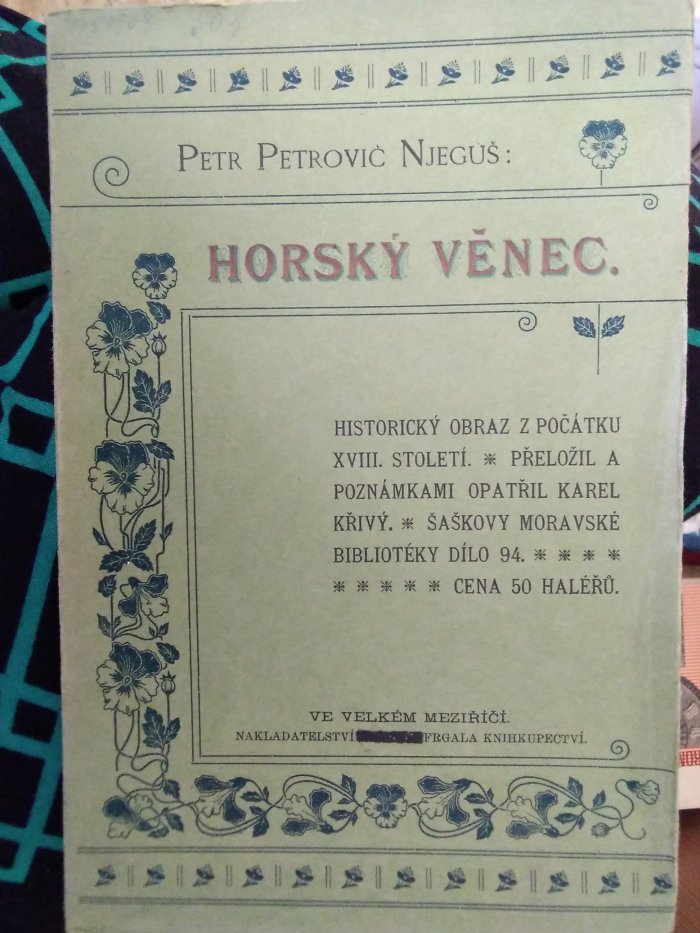 PETR PETROVIČ NJEGUŠ:
HORSKÝ VĚNEC.
HISTORICKÝ OBRAZ Z POČÁTKU
XVIII. STOLETÍ. ⁜ PŘELOŽIL A
POZNÁMKAMI OPATŘIL KAREL
KŘIVÝ. ⁜ ŠAŠKOVY MORAVSKÉ
BIBLIOTÉKY DÍLO 94. ⁜ ⁜ ⁜ ⁜
⁜ ⁜ ⁜ ⁜ ⁜ CENA 50 HALÉŘŮ.
VE VELKÉM MEZIŘÍČÍ.
NAKLADATELSTVÍ FRGALA KNIHKUPECTVÍ.